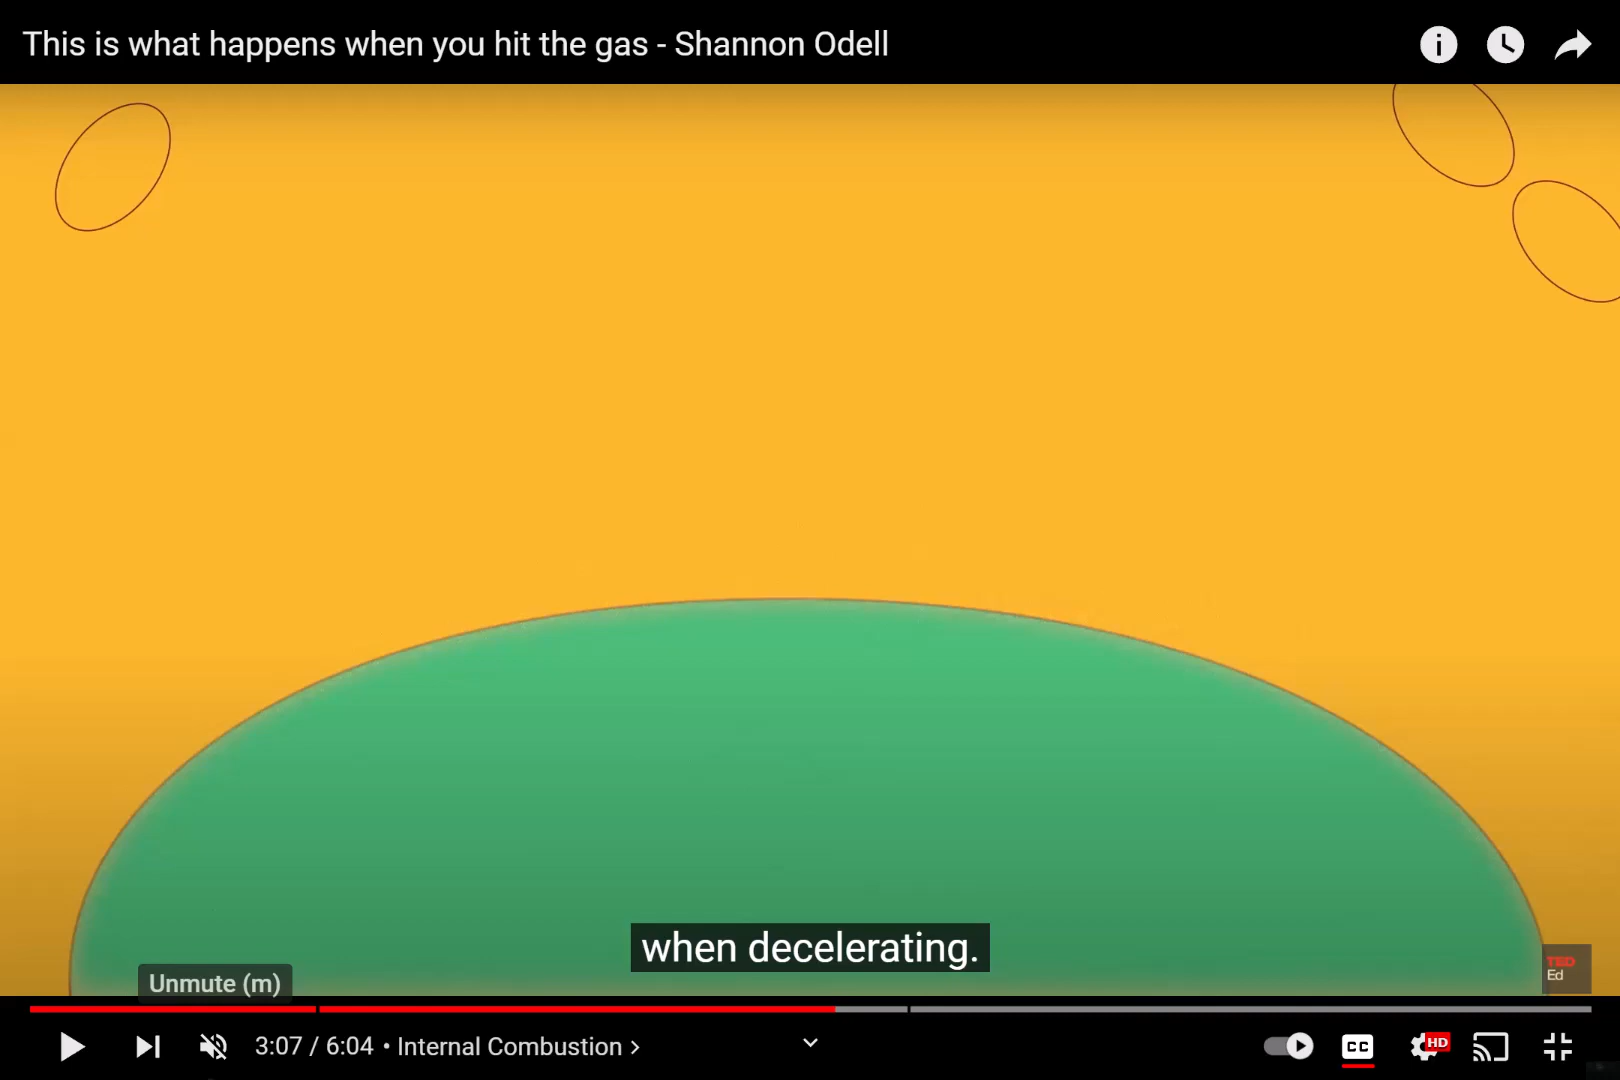 This is what happens when you hit the gas - Shannon Odell
when decelerating.
TED
Ed
Unmute (m)
3:07 / 6:04 • Internal Combustion >
CC
HD